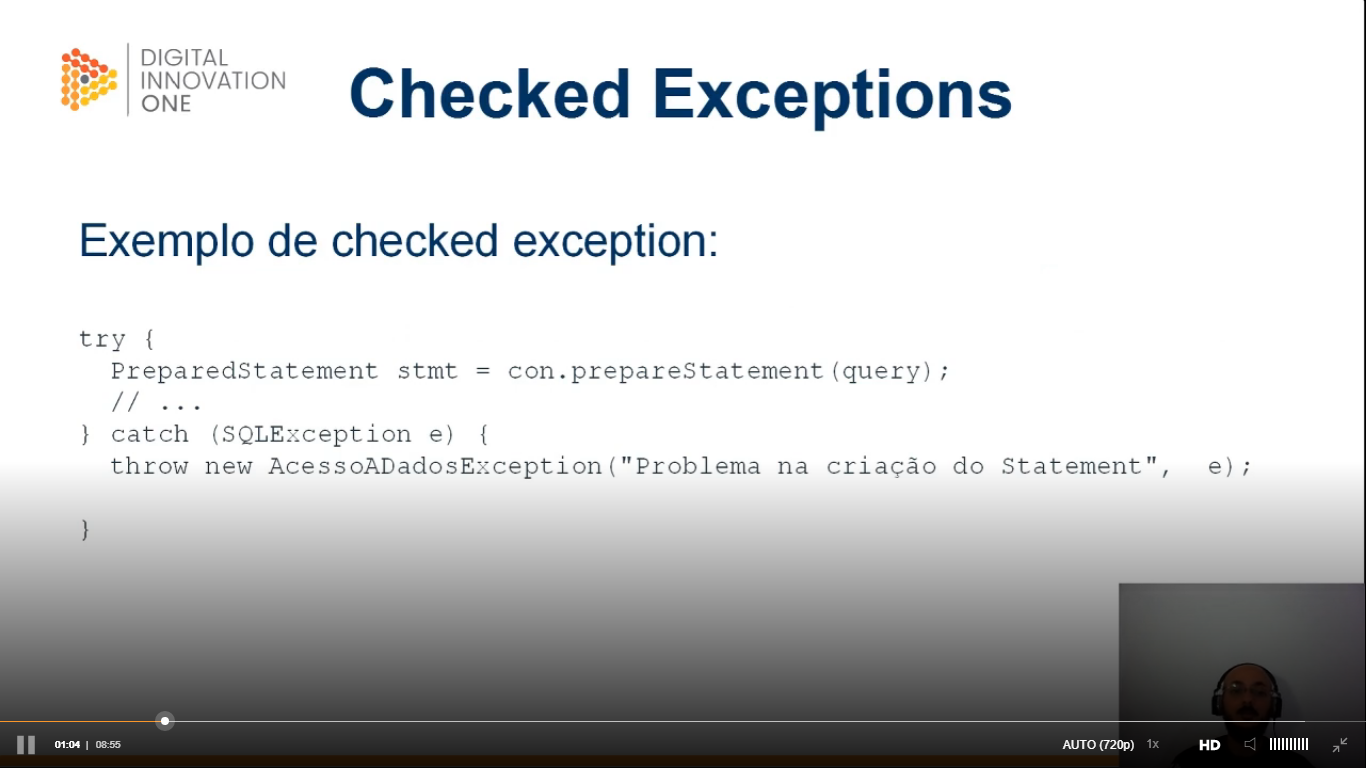 DIGITAL
INNOVATION
ONE
Checked Exceptions
Exemplo de checked exception:
try {
  PreparedStatement stmt = con.prepareStatement(query);
  // ...
} catch (SQLException e) {
  throw new AcessoADadosException("Problema na criação do Statement",  e);
}
01:04 | 08:55
AUTO (720p) 1x HD